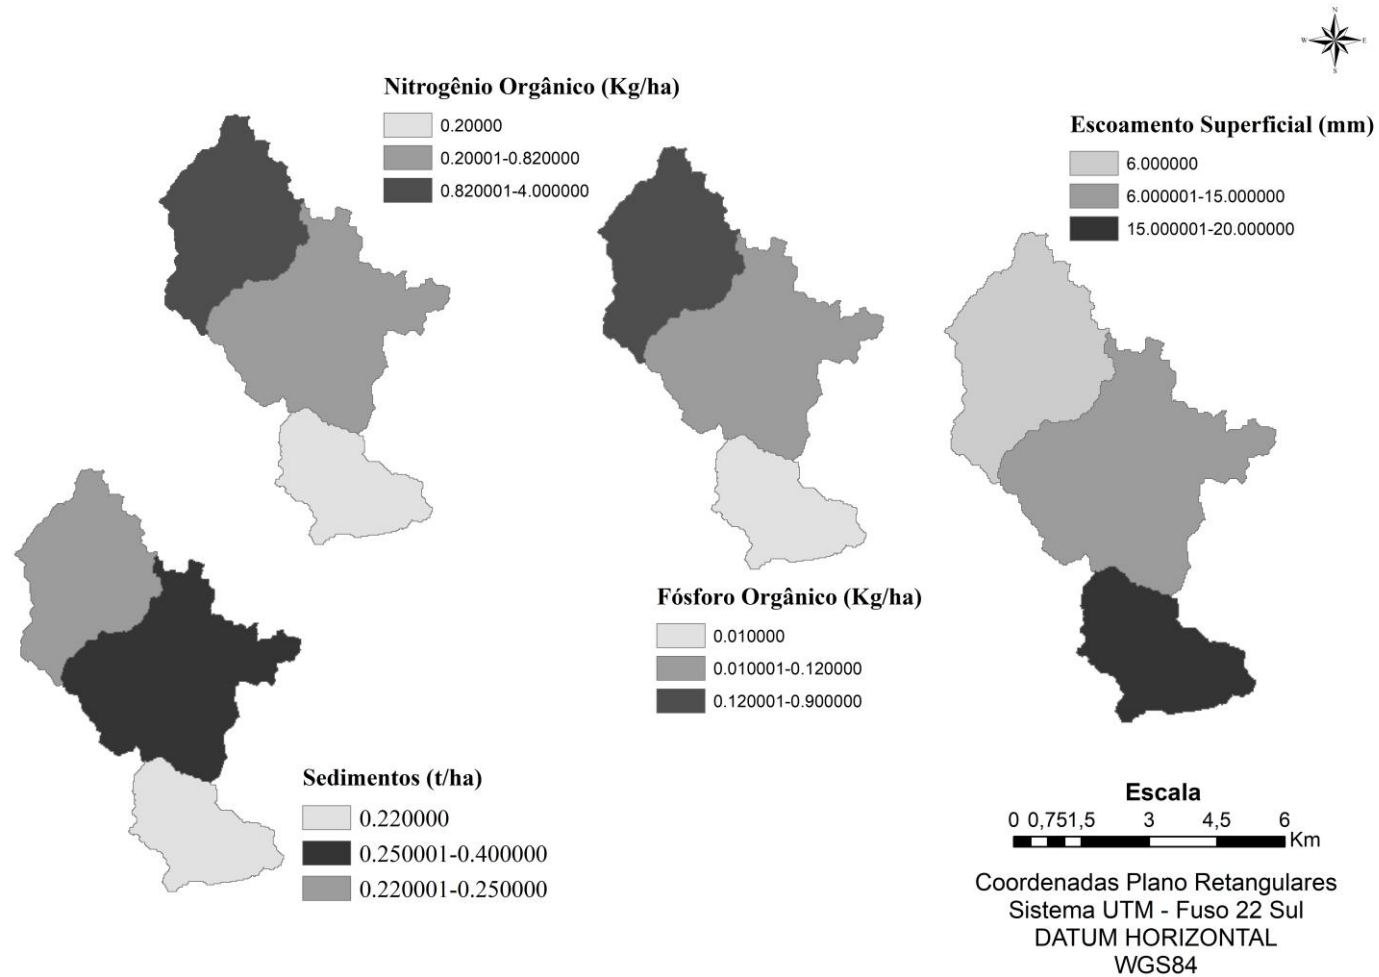 N
W E
S
Nitrogênio Orgânico (Kg/ha)
0.20000
0.20001-0.820000
0.820001-4.000000
Escoamento Superficial (mm)
6.000000
6.000001-15.000000
15.000001-20.000000
Fósforo Orgânico (Kg/ha)
0.010000
0.010001-0.120000
0.120001-0.900000
Sedimentos (t/ha)
0.220000
0.250001-0.400000
0.220001-0.250000
Escala
0 0,751,5 3 4,5 6
Km
Coordenadas Plano Retangulares
Sistema UTM - Fuso 22 Sul
DATUM HORIZONTAL
WGS84